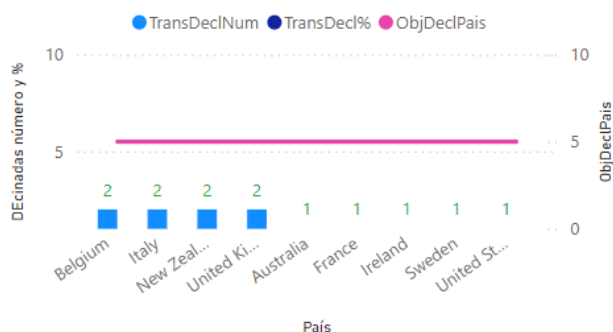 TransDeclNum TransDecl% ObjDeclPais
10 10
5 5
0
2 2 2 2 1 1 1 1 1
Belgium Italy New Zeal... United Ki... Australia France Ireland Sweden United St...
País
DEcinadas número y %
ObjDeclPais